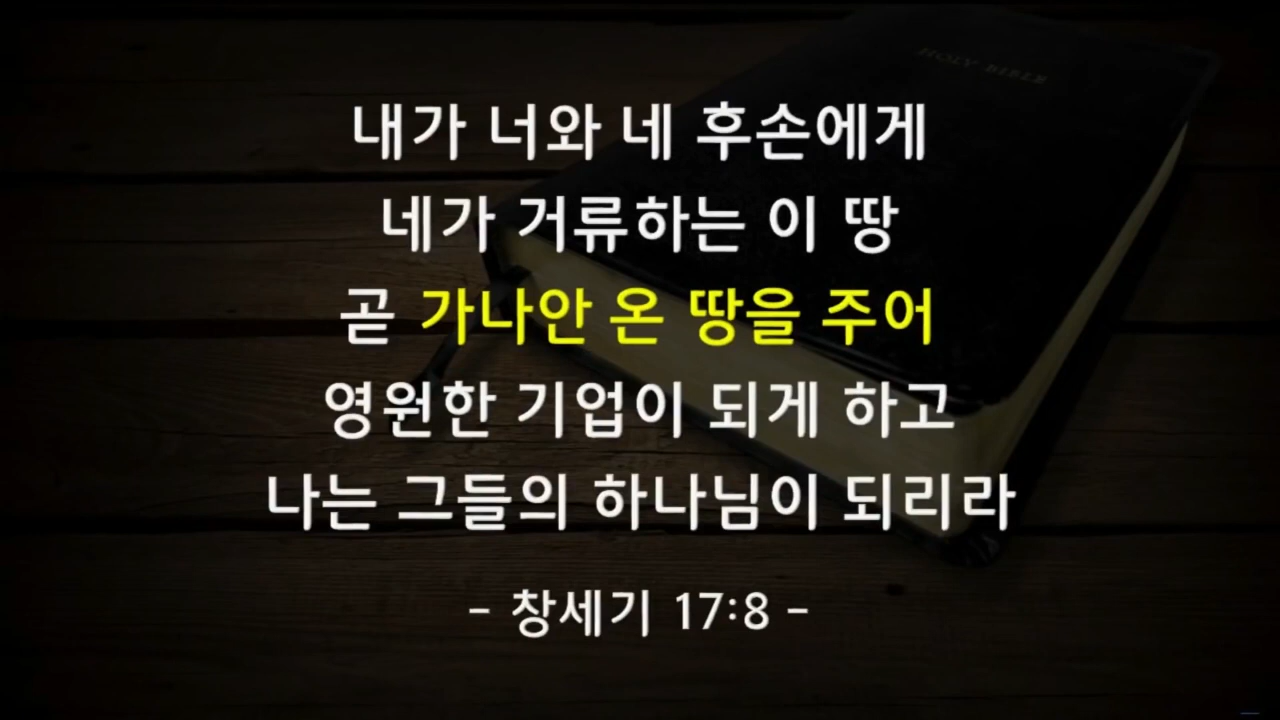 HOLY BIBLE
내가 너와 네 후손에게
네가 거류하는 이 땅
곧 가나안 온 땅을 주어
영원한 기업이 되게 하고
나는 그들의 하나님이 되리라
- 창세기 17:8 -